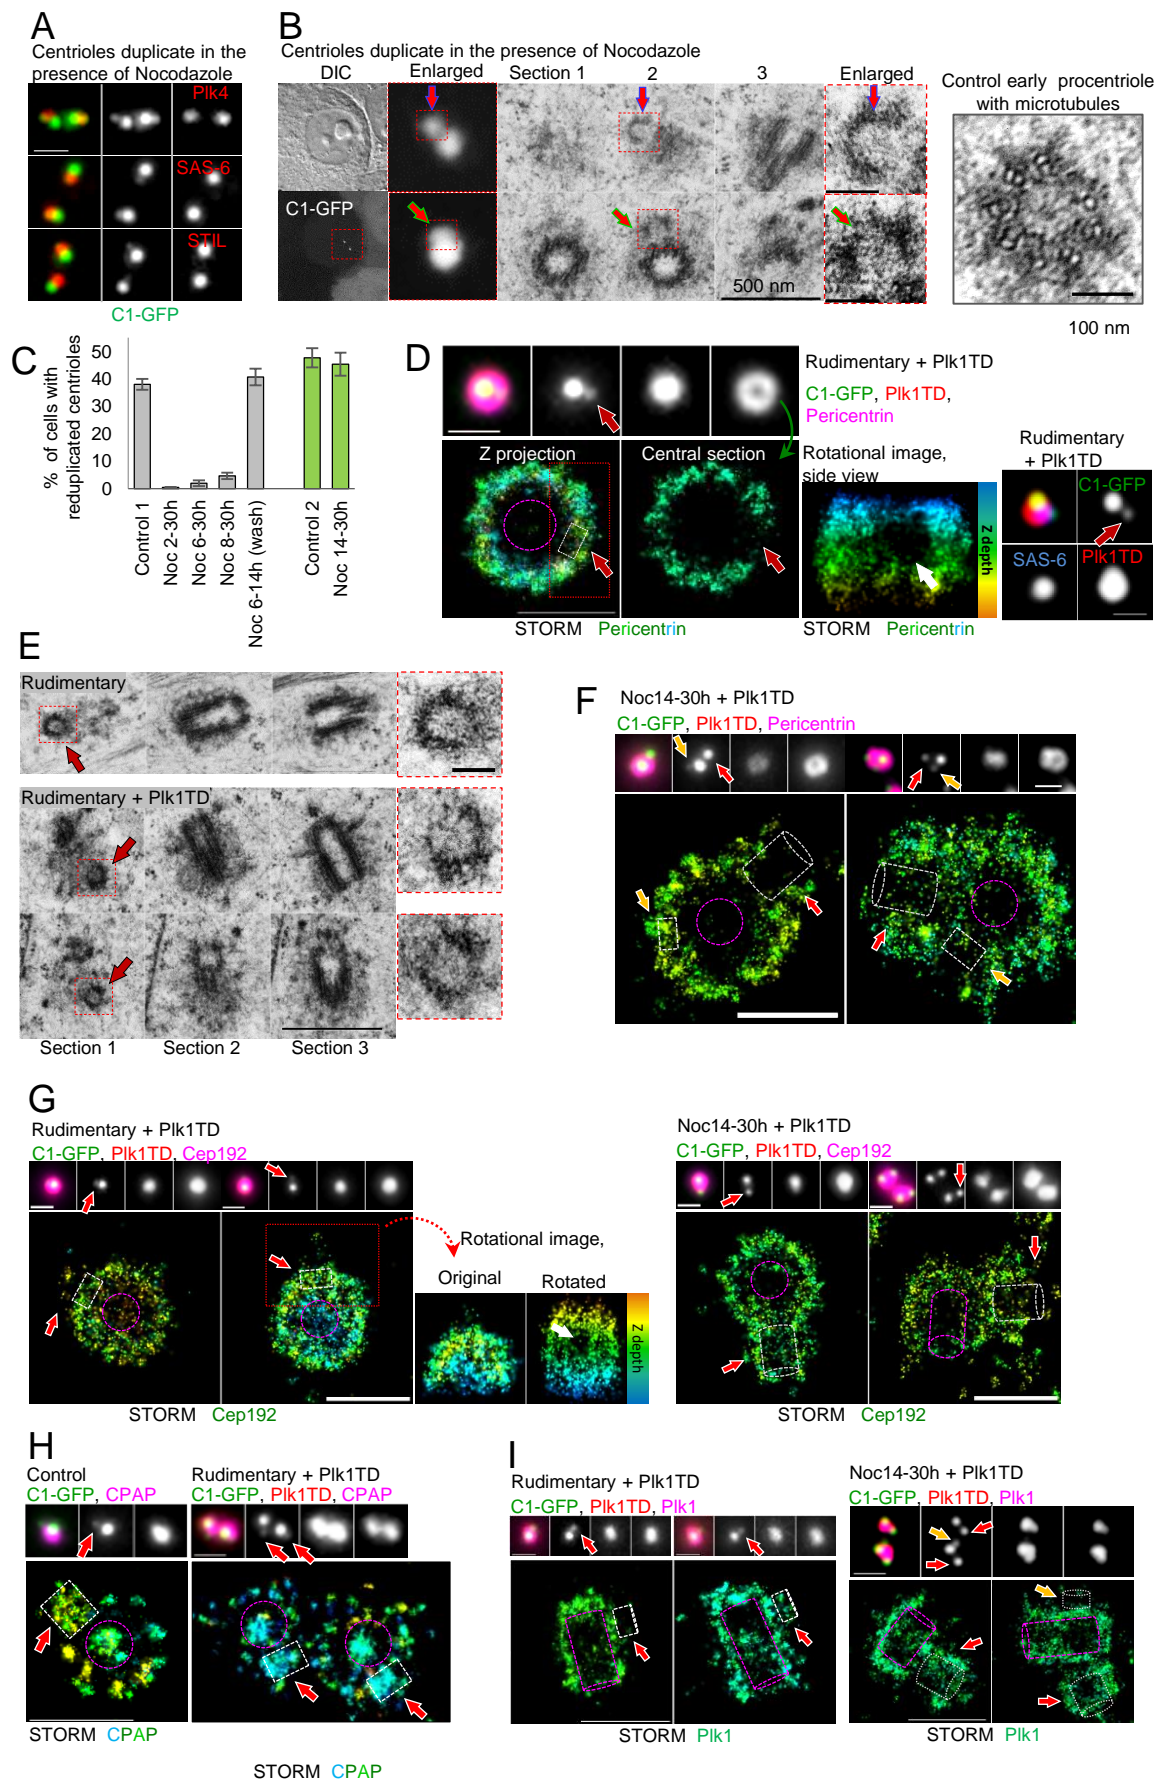 A
Centrioles duplicate in the
presence of Nocodazole
Plk4
SAS-6
STIL
C1-GFP
B
Centrioles duplicate in the presence of Nocodazole
DIC
Enlarged
Section 1
2
3
Enlarged
C1-GFP
500 nm
Control early procentriole
with microtubules
100 nm
C
% of cells with
reduplicated centrioles
50
40
30
20
10
0
Control 1
Noc 2-30h
Noc 6-30h
Noc 8-30h
Noc 6-14h (wash)
Control 2
Noc 14-30h
D
Rudimentary + Plk1TD
C1-GFP, Plk1TD,
Pericentrin
Z projection
Central section
Rotational image,
side view
Z depth
STORM Pericentrin
STORM Pericentrin
Rudimentary
+ Plk1TD
C1-GFP
SAS-6
Plk1TD
E
Rudimentary
Rudimentary + Plk1TD
Section 1
Section 2
Section 3
F
Noc14-30h + Plk1TD
C1-GFP, Plk1TD, Pericentrin
G
Rudimentary + Plk1TD
C1-GFP, Plk1TD, Cep192
Rotational image,
Original
Rotated
Z depth
STORM Cep192
Noc14-30h + Plk1TD
C1-GFP, Plk1TD, Cep192
STORM Cep192
H
Control
C1-GFP, CPAP
Rudimentary + Plk1TD
C1-GFP, Plk1TD, CPAP
STORM CPAP
STORM CPAP
I
Rudimentary + Plk1TD
C1-GFP, Plk1TD, Plk1
STORM Plk1
Noc14-30h + Plk1TD
C1-GFP, Plk1TD, Plk1
STORM Plk1